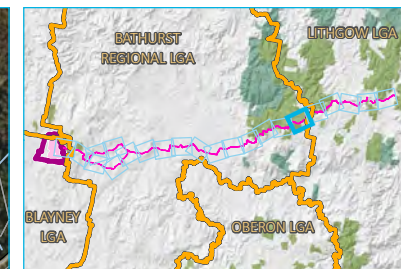 BATHURST
REGIONAL LGA
LITHGOW LGA
BLAYNEY
LGA
OBERON LGA